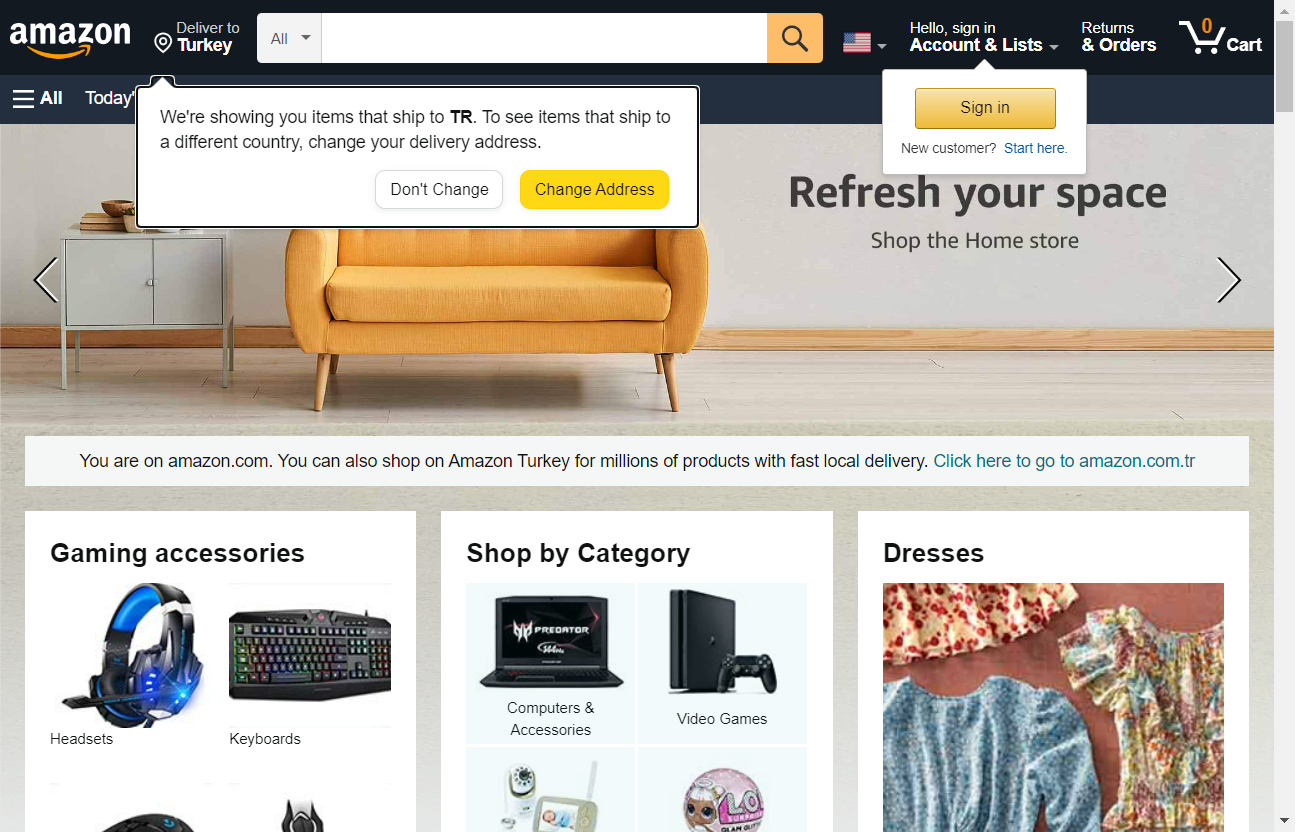 amazon
Deliver to
Turkey
All
Hello, sign in
Account & Lists
Returns
& Orders
0
Cart
All
Today'
We're showing you items that ship to TR. To see items that ship to
a different country, change your delivery address.
Don't Change
Change Address
Sign in
New customer? Start here.
Refresh your space
Shop the Home store
You are on amazon.com. You can also shop on Amazon Turkey for millions of products with fast local delivery. Click here to go to amazon.com.tr
Gaming accessories
Headsets
Keyboards
Shop by Category
PREDATOR
144Hz
Computers &
Accessories
Video Games
LOL
SURPRISE
GLAM GLITTER
Dresses